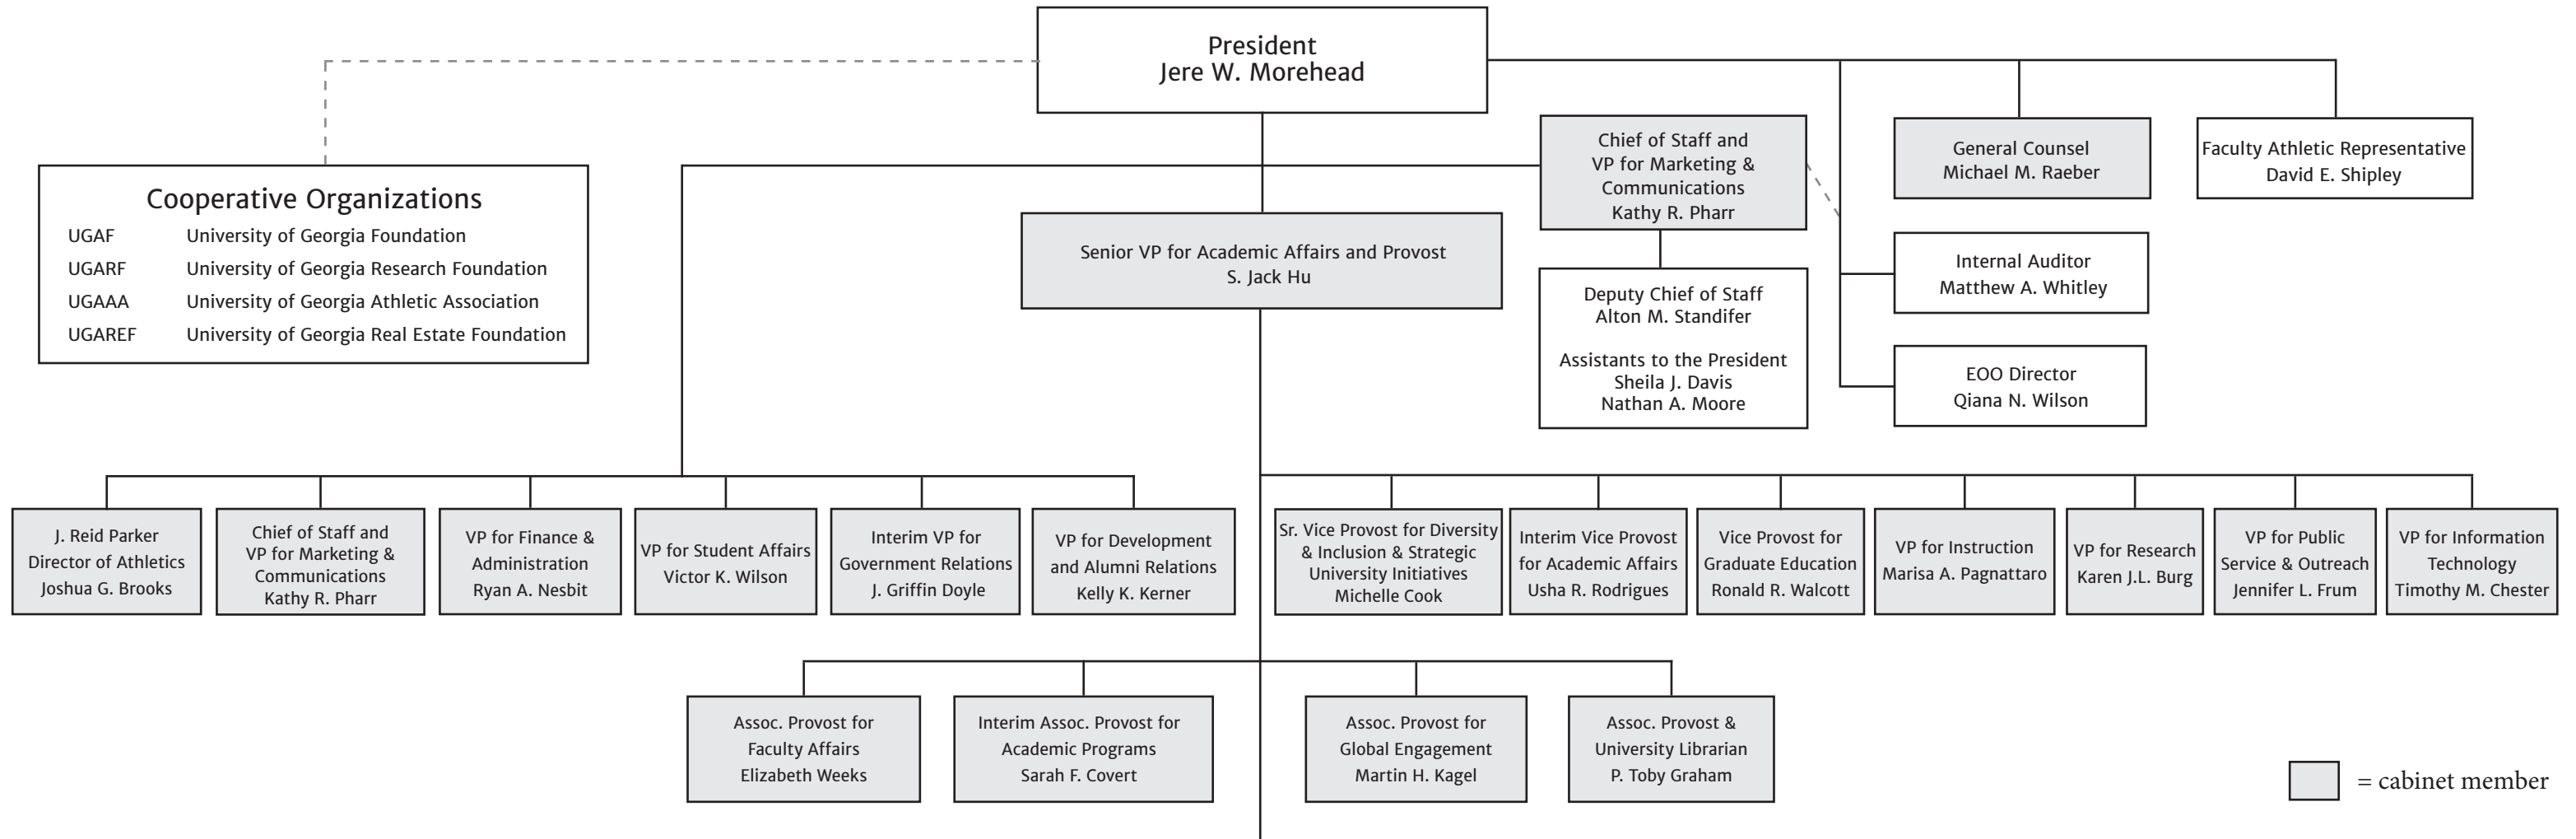 President
Jere W. Morehead
Chief of Staff and
VP for Marketing &
Communications
Kathy R. Pharr
General Counsel
Michael M. Raeber
Faculty Athletic Representative
David E. Shipley
Cooperative Organizations
UGAF University of Georgia Foundation
UGARF University of Georgia Research Foundation
UGAAA University of Georgia Athletic Association
UGAREF University of Georgia Real Estate Foundation
Senior VP for Academic Affairs and Provost
S. Jack Hu
Deputy Chief of Staff
Alton M. Standifer
Assistants to the President
Sheila J. Davis
Nathan A. Moore
Internal Auditor
Matthew A. Whitley
EOO Director
Qiana N. Wilson
J. Reid Parker
Director of Athletics
Joshua G. Brooks
Chief of Staff and
VP for Marketing &
Communications
Kathy R. Pharr
VP for Finance &
Administration
Ryan A. Nesbit
VP for Student Affairs
Victor K. Wilson
Interim VP for
Government Relations
J. Griffin Doyle
VP for Development
and Alumni Relations
Kelly K. Kerner
Sr. Vice Provost for Diversity
& Inclusion & Strategic
University Initiatives
Michelle Cook
Interim Vice Provost
for Academic Affairs
Usha R. Rodrigues
Vice Provost for
Graduate Education
Ronald R. Walcott
VP for Instruction
Marisa A. Pagnattaro
VP for Research
Karen J.L. Burg
VP for Public
Service & Outreach
Jennifer L. Frum
VP for Information
Technology
Timothy M. Chester
Assoc. Provost for
Faculty Affairs
Elizabeth Weeks
Interim Assoc. Provost for
Academic Programs
Sarah F. Covert
Assoc. Provost for
Global Engagement
Martin H. Kagel
Assoc. Provost &
University Librarian
P. Toby Graham
= cabinet member